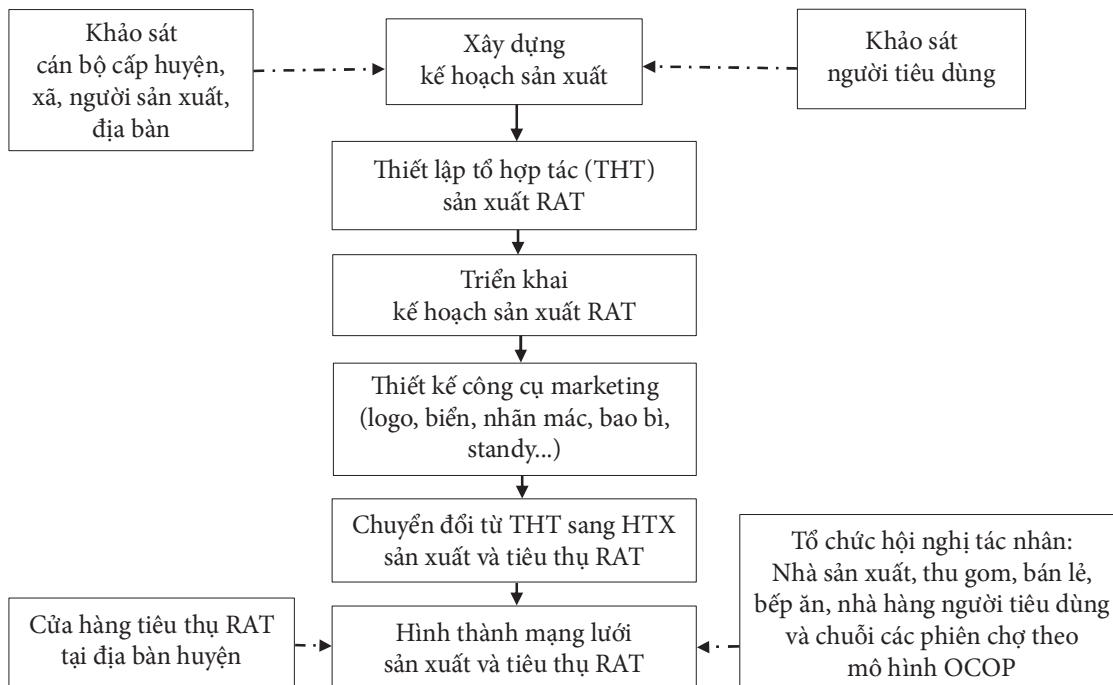 Khảo sát
cán bộ cấp huyện,
xã, người sản xuất,
địa bàn
Xây dựng
kế hoạch sản xuất
Khảo sát
người tiêu dùng
Thiết lập tổ hợp tác (THT)
sản xuất RAT
Triển khai
kế hoạch sản xuất RAT
Thiết kế công cụ marketing
(logo, biển, nhãn mác, bao bì,
standy...)
Chuyển đổi từ THT sang HTX
sản xuất và tiêu thụ RAT
Cửa hàng tiêu thụ RAT
tại địa bàn huyện
Hình thành mạng lưới
sản xuất và tiêu thụ RAT
Tổ chức hội nghị tác nhân:
Nhà sản xuất, thu gom, bán lẻ,
bếp ăn, nhà hàng người tiêu dùng
và chuỗi các phiên chợ theo
mô hình OCOP